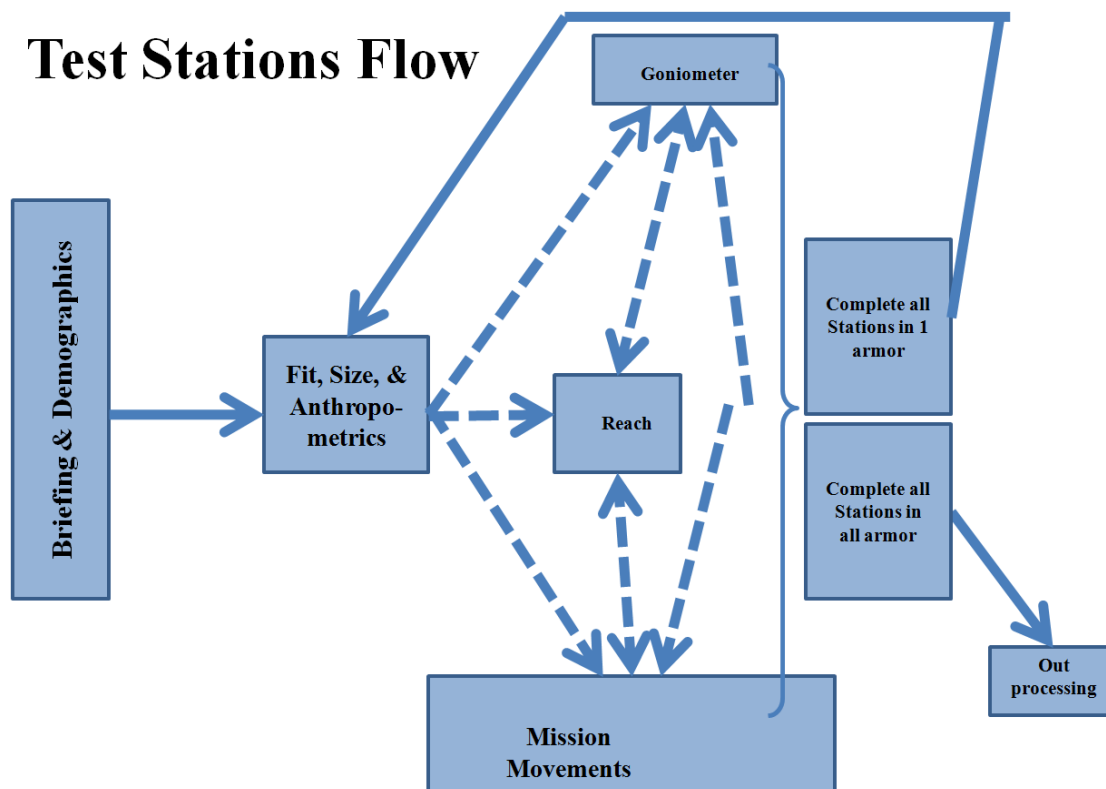 Test Stations Flow
Goniometer
Briefing & Demographics
Fit, Size, &
Anthropo-
metrics
Reach
Complete all
Stations in 1
armor
Complete all
Stations in
all armor
Out
processing
Mission
Movements